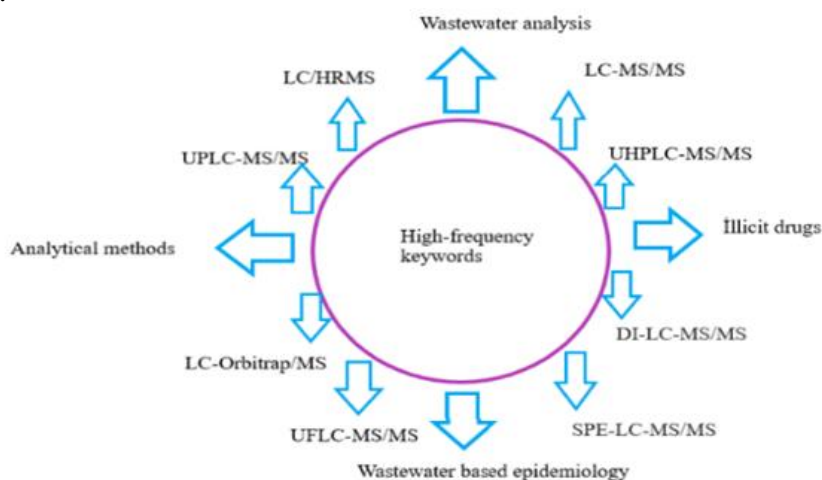 Wastewater analysis
LC/HRMS
LC-MS/MS
UPLC-MS/MS
UHPLC-MS/MS
Analytical methods
High-frequency
keywords
İllicit drugs
LC-Orbitrap/MS
DI-LC-MS/MS
UFLC-MS/MS
SPE-LC-MS/MS
Wastewater based epidemiology